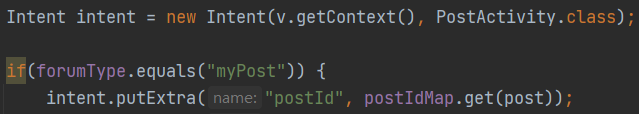 Intent intent = new Intent(v.getContext(), PostActivity.class);
if(forumType.equals("myPost")) {
intent.putExtra( name: "postId", postIdMap.get(post));